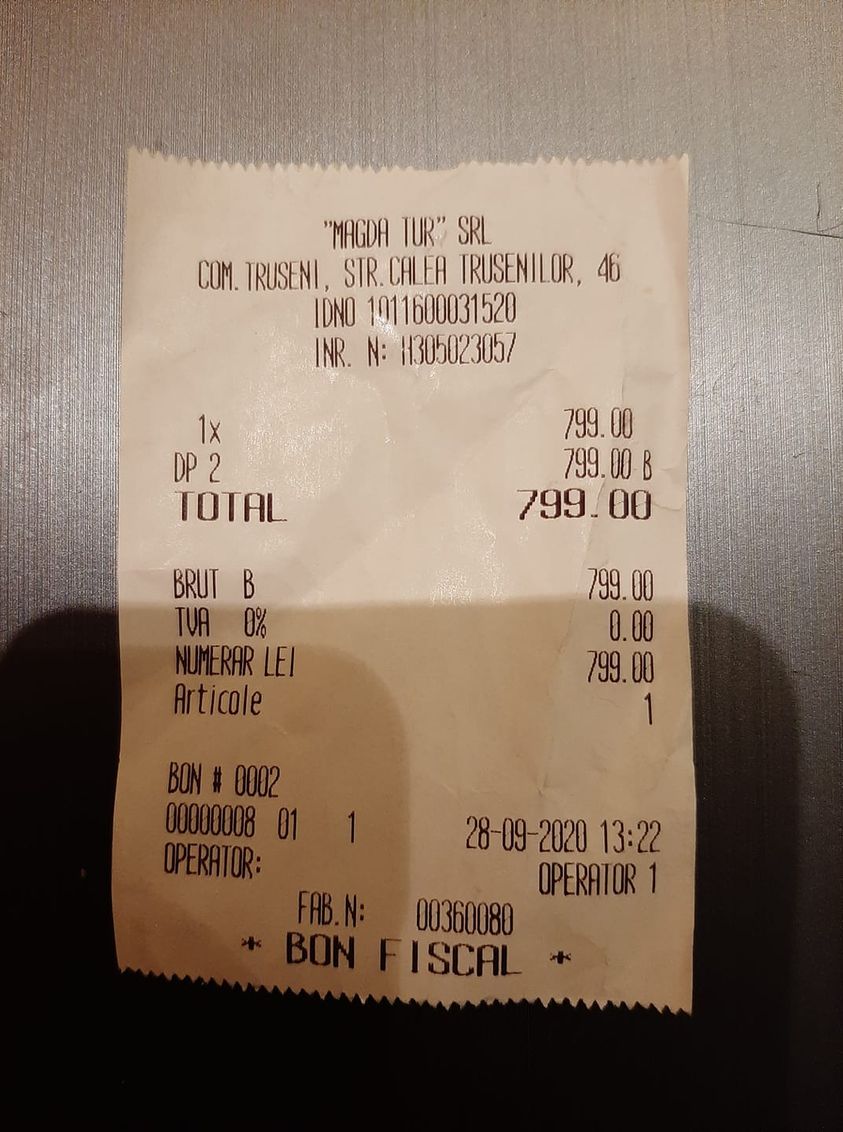 "MAGDA TUR" SRL
COM. TRUSENI, STR. CALEA TRUSENILOR, 46
IDNO 1011600031520
INR. N: H305023057
1x 799.00
DP 2 799.00 B
TOTAL 799.00
BRUT B 799.00
TVA 0% 0.00
NUMERAR LEI 799.00
Articole 1
BON # 0002
00000008 01 1 28-09-2020 13:22
OPERATOR: OPERATOR 1
FAB. N: 00360080
* BON FISCAL *